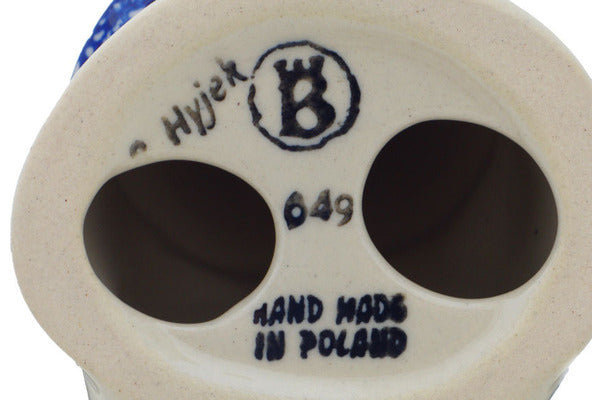 Hyjek
B
649
HAND MADE
IN POLAND